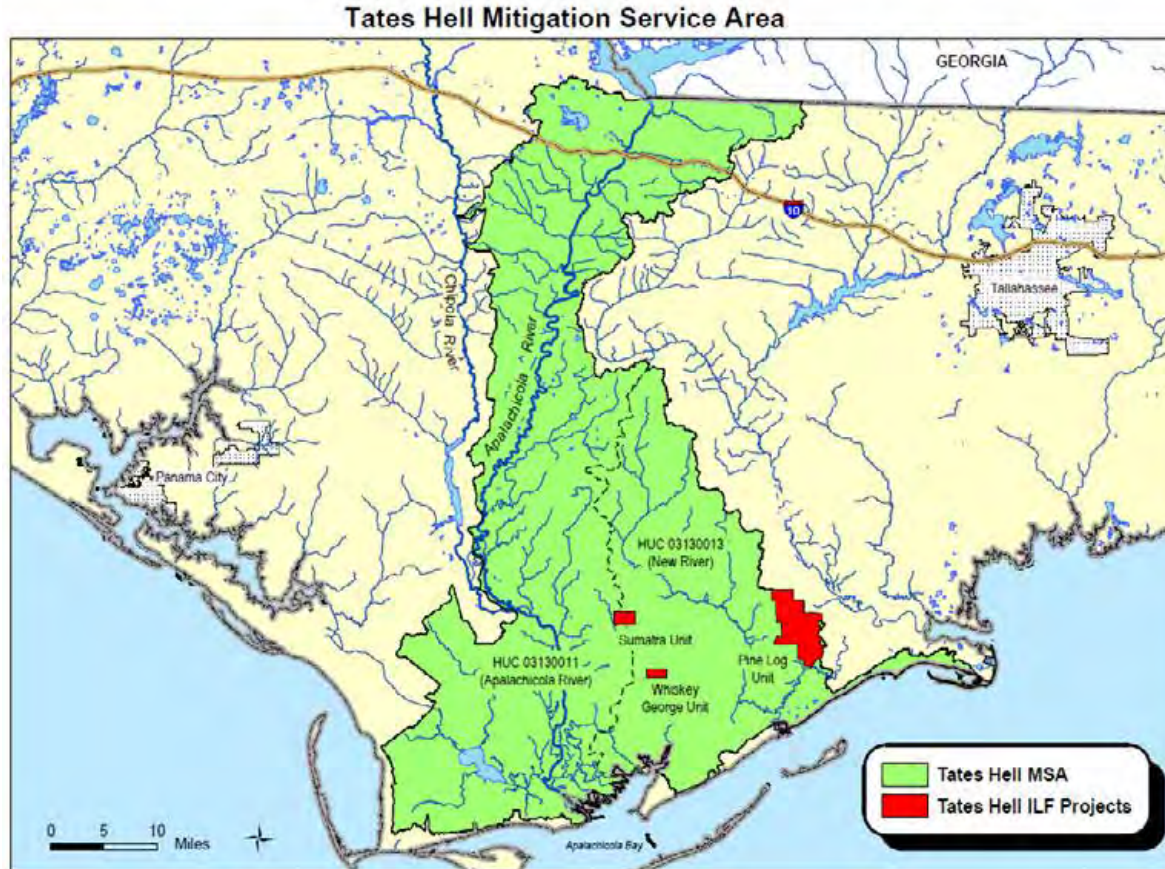 Tates Hell Mitigation Service Area
GEORGIA
10
Tallahassee
Chipola River
Apalachicola River
Panama City
HUC 03130013
(New River)
Sumatra Unit
HUC 03130011
(Apalachicola River)
Pine Log
Unit
Whiskey
George Unit
Tates Hell MSA
Tates Hell ILF Projects
0 5 10
Miles
Apalachicola Bay